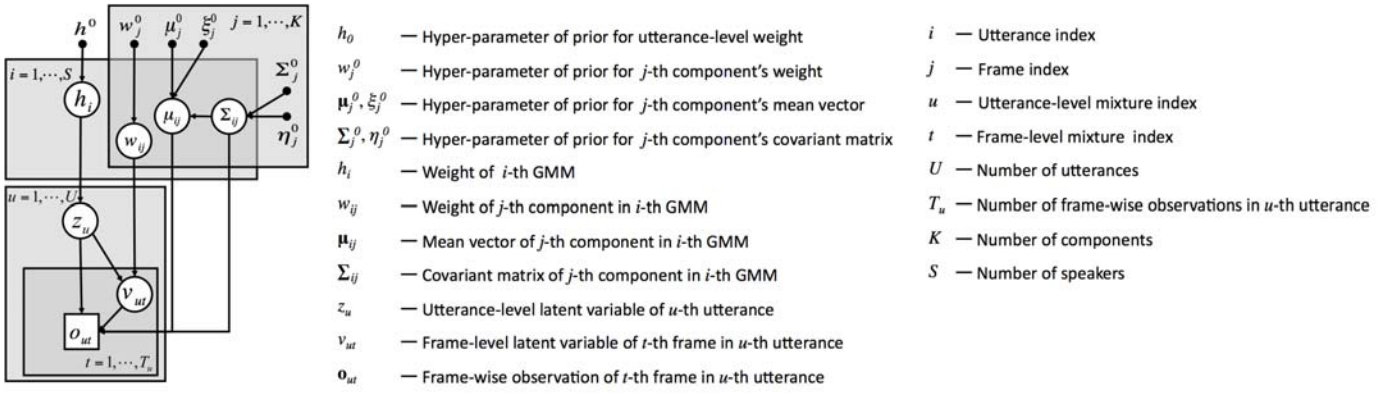 h⁰ w_j⁰ μ_j⁰ ξ_j⁰ j = 1,⋯,K
i = 1,⋯,S
Σ_j⁰
h_i
μ_ij Σ_ij
w_ij
η_j⁰
u = 1,⋯,U
z_u
v_ut
o_ut
t = 1,⋯,T_u
h_0 — Hyper-parameter of prior for utterance-level weight
w_j⁰ — Hyper-parameter of prior for j-th component's weight
μ_j⁰, ξ_j⁰ — Hyper-parameter of prior for j-th component's mean vector
Σ_j⁰, η_j⁰ — Hyper-parameter of prior for j-th component's covariant matrix
h_i — Weight of i-th GMM
w_ij — Weight of j-th component in i-th GMM
μ_ij — Mean vector of j-th component in i-th GMM
Σ_ij — Covariant matrix of j-th component in i-th GMM
z_u — Utterance-level latent variable of u-th utterance
v_ut — Frame-level latent variable of t-th frame in u-th utterance
o_ut — Frame-wise observation of t-th frame in u-th utterance
i — Utterance index
j — Frame index
u — Utterance-level mixture index
t — Frame-level mixture index
U — Number of utterances
T_u — Number of frame-wise observations in u-th utterance
K — Number of components
S — Number of speakers